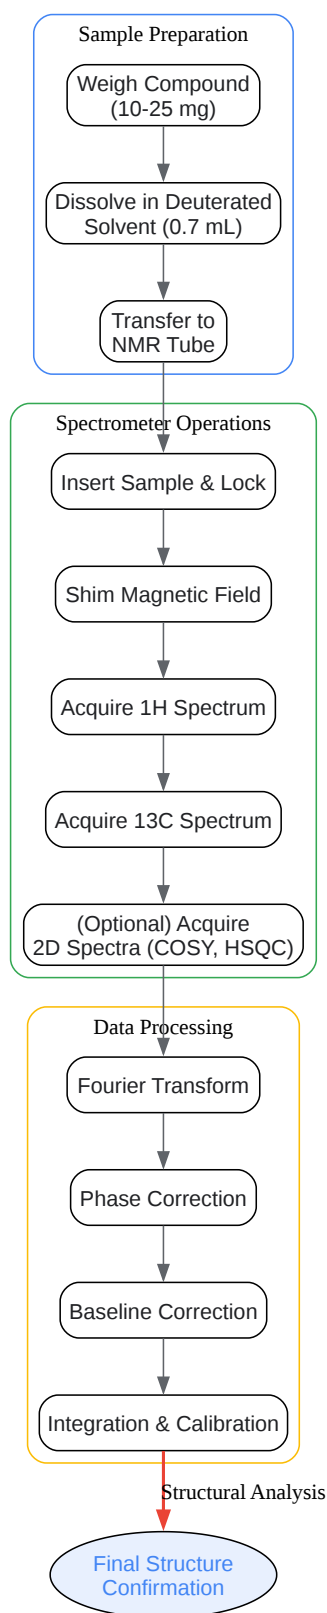 Sample Preparation
Weigh Compound
(10-25 mg)
Dissolve in Deuterated
Solvent (0.7 mL)
Transfer to
NMR Tube
Spectrometer Operations
Insert Sample & Lock
Shim Magnetic Field
Acquire 1H Spectrum
Acquire 13C Spectrum
(Optional) Acquire
2D Spectra (COSY, HSQC)
Data Processing
Fourier Transform
Phase Correction
Baseline Correction
Integration & Calibration
Structural Analysis
Final Structure
Confirmation